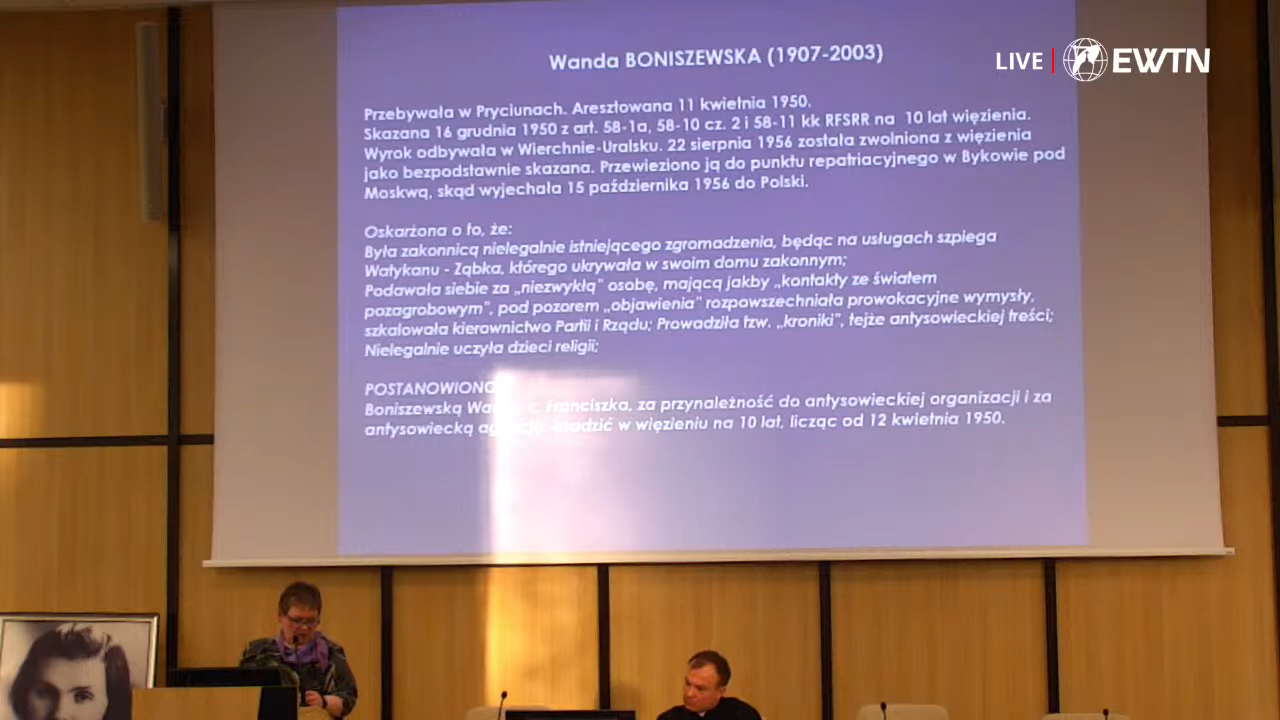 LIVE EWTN
Wanda BONISZEWSKA (1907-2003)
Przebywała w Pryciunach. Aresztowana 11 kwietnia 1950.
Skazana 16 grudnia 1950 z art. 58-1a, 58-10 cz. 2 i 58-11 kk RFSRR na 10 lat więzienia.
Wyrok odbywała w Wierchnie-Uralsku. 22 sierpnia 1956 została zwolniona z więzienia
jako bezpodstawnie skazana. Przewieziono ją do punktu repatriacyjnego w Bykowie pod
Moskwą, skąd wyjechała 15 października 1956 do Polski.
Oskarżona o to, że:
Była zakonnicą nielegalnie istniejącego zgromadzenia, będąc na usługach szpiega
Watykanu - Ząbka, którego ukrywała w swoim domu zakonnym;
Podawała siebie za „niezwykłą" osobę, mającą jakby „kontakty ze światem
pozagrobowym", pod pozorem „objawienia" rozpowszechniała prowokacyjne wymysły,
szkalowała kierownictwo Partii i Rządu; Prowadziła tzw. „kroniki", tejże antysowieckiej treści;
Nielegalnie uczyła dzieci religii;
POSTANOWIONO
Boniszewską c. Franciszka, za przynależność do antysowieckiej organizacji i za
antysowiecką osadzić w więzieniu na 10 lat, licząc od 12 kwietnia 1950.